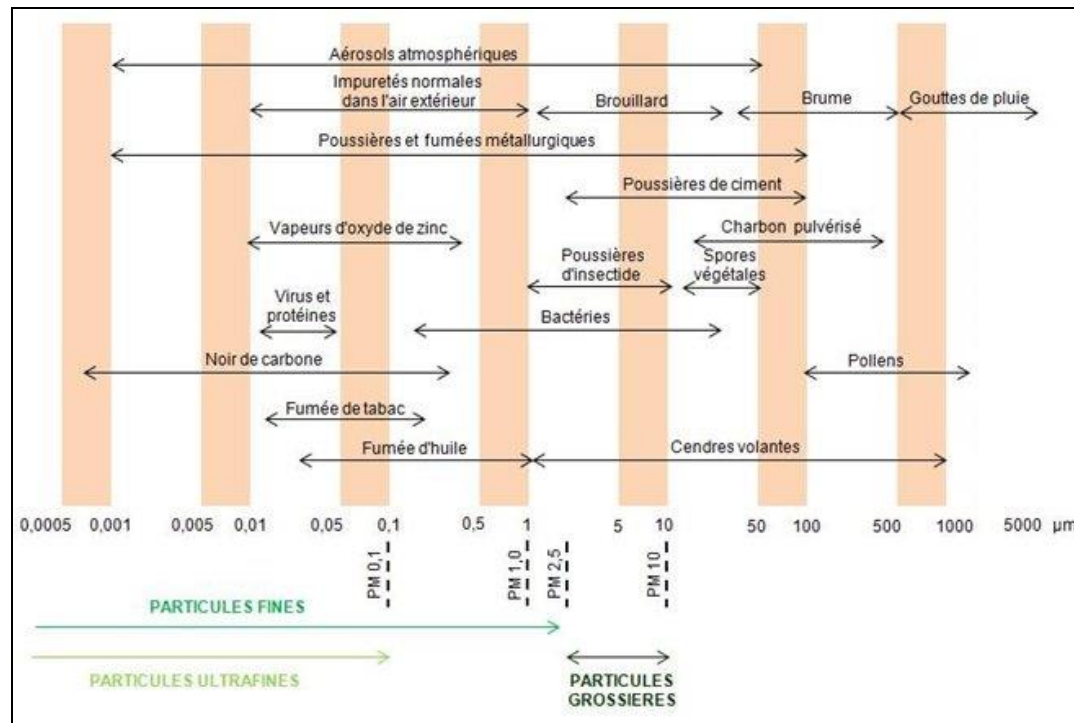 Aérosols atmosphériques
Impuretés normales
dans l'air extérieur
Brouillard
Brume
Gouttes de pluie
Poussières et fumées métallurgiques
Poussières de ciment
Vapeurs d'oxyde de zinc
Charbon pulvérisé
Poussières
d'insectide
Spores
végétales
Virus et
protéines
Bactéries
Noir de carbone
Pollens
Fumée de tabac
Fumée d'huile
Cendres volantes
0,0005 0,001 0,005 0,01 0,05 0,1 0,5 1 5 10 50 100 500 1000 5000 µm
PM 0,1
PM 1,0
PM 2,5
PM 10
PARTICULES FINES
PARTICULES ULTRAFINES
PARTICULES
GROSSIERES